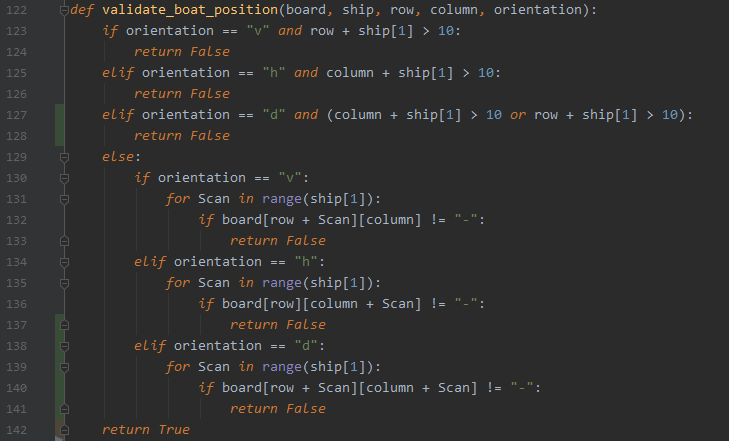 122 def validate_boat_position(board, ship, row, column, orientation):
123     if orientation == "v" and row + ship[1] > 10:
124         return False
125     elif orientation == "h" and column + ship[1] > 10:
126         return False
127     elif orientation == "d" and (column + ship[1] > 10 or row + ship[1] > 10):
128         return False
129     else:
130         if orientation == "v":
131             for Scan in range(ship[1]):
132                 if board[row + Scan][column] != "-":
133                     return False
134         elif orientation == "h":
135             for Scan in range(ship[1]):
136                 if board[row][column + Scan] != "-":
137                     return False
138         elif orientation == "d":
139             for Scan in range(ship[1]):
140                 if board[row + Scan][column + Scan] != "-":
141                     return False
142     return True